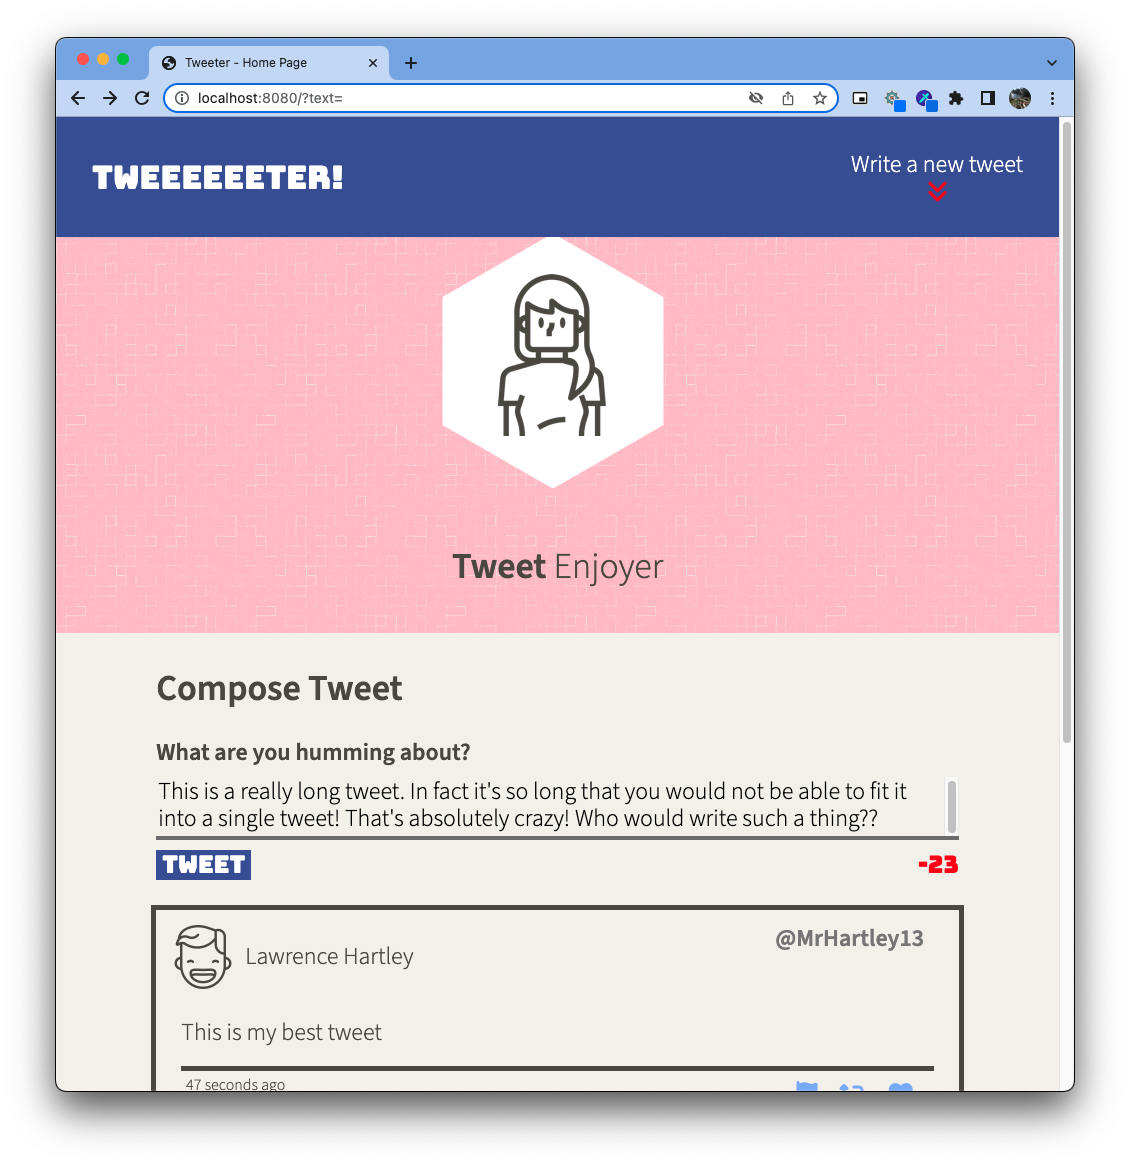 Tweeter - Home Page
localhost:8080/?text=
TWEEEEEETER!
Write a new tweet
Tweet Enjoyer
Compose Tweet
What are you humming about?
This is a really long tweet. In fact it's so long that you would not be able to fit it
into a single tweet! That's absolutely crazy! Who would write such a thing??
TWEET
-23
Lawrence Hartley
@MrHartley13
This is my best tweet
47 seconds ago